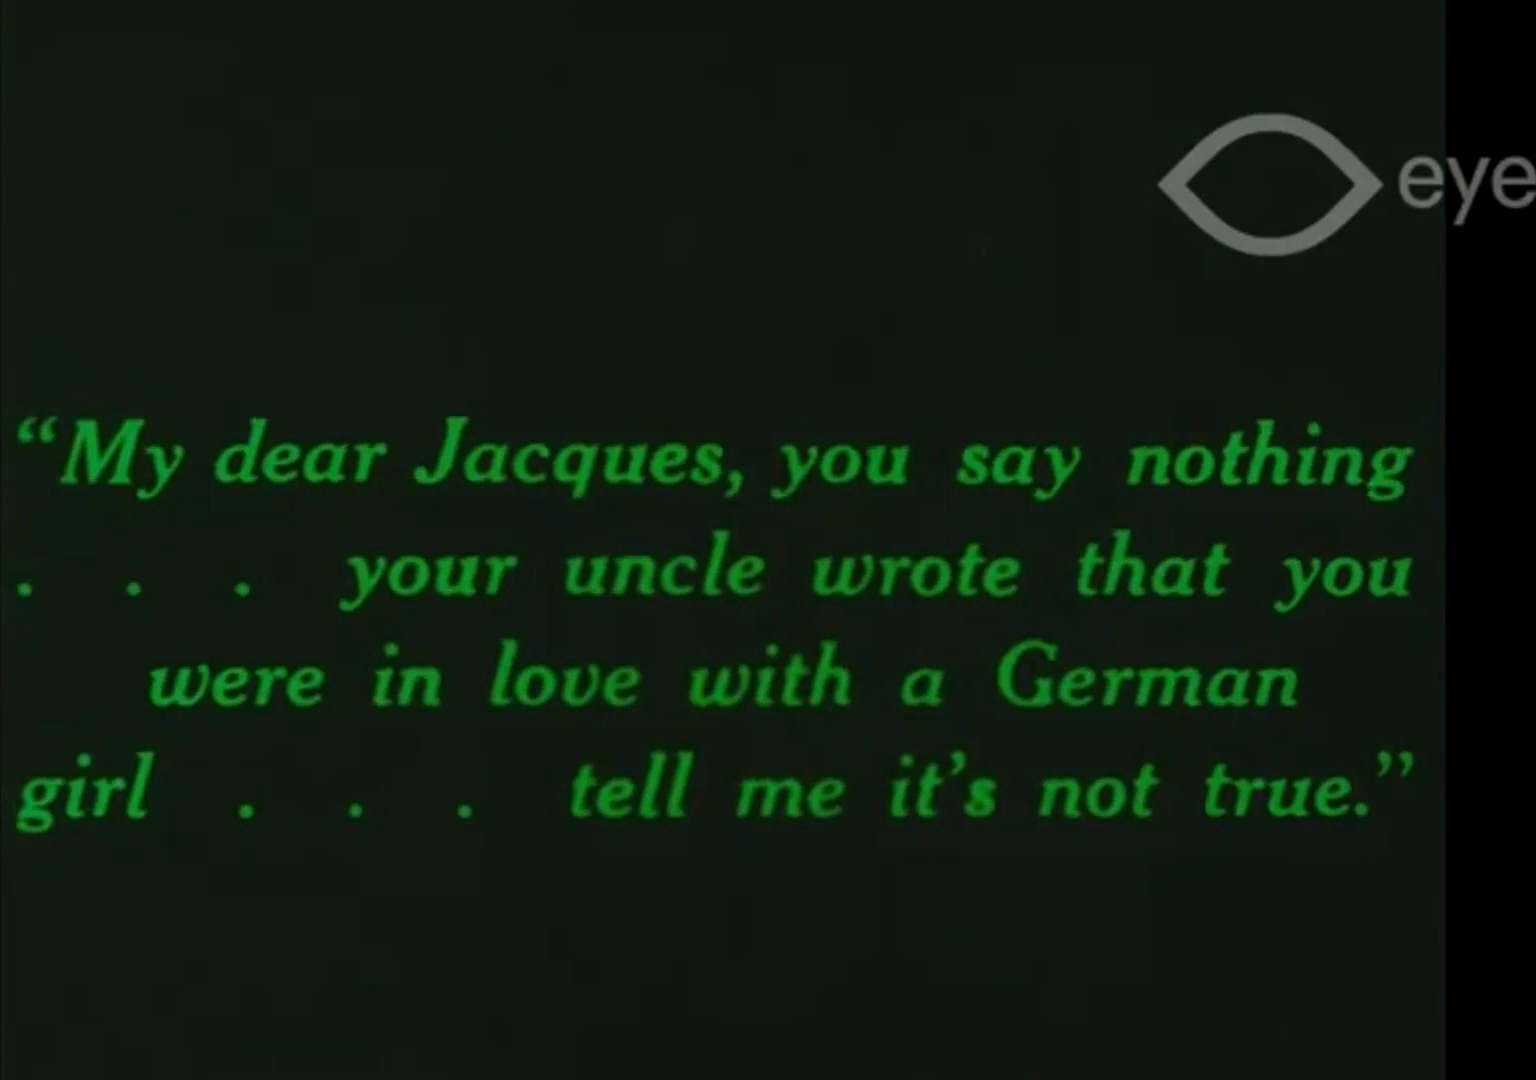 eye
“My dear Jacques, you say nothing
. . . your uncle wrote that you
were in love with a German
girl . . . tell me it’s not true.”